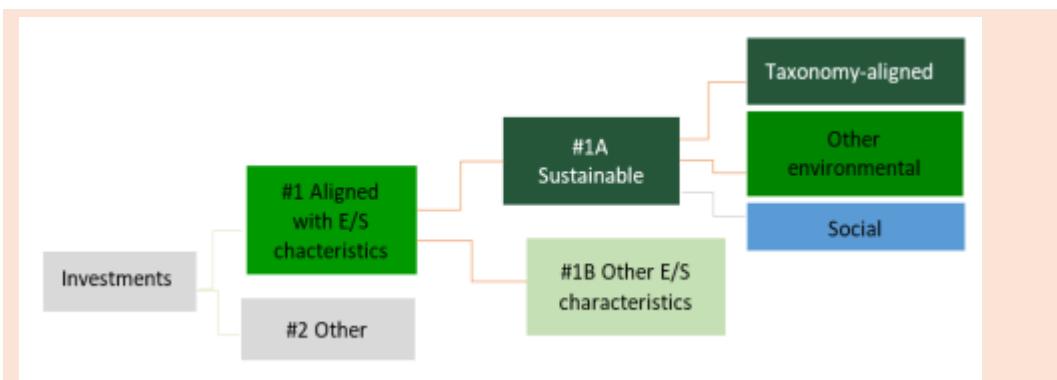 Investments
#1 Aligned
with E/S
chacteristics
#2 Other
#1A
Sustainable
#1B Other E/S
characteristics
Taxonomy-aligned
Other
environmental
Social